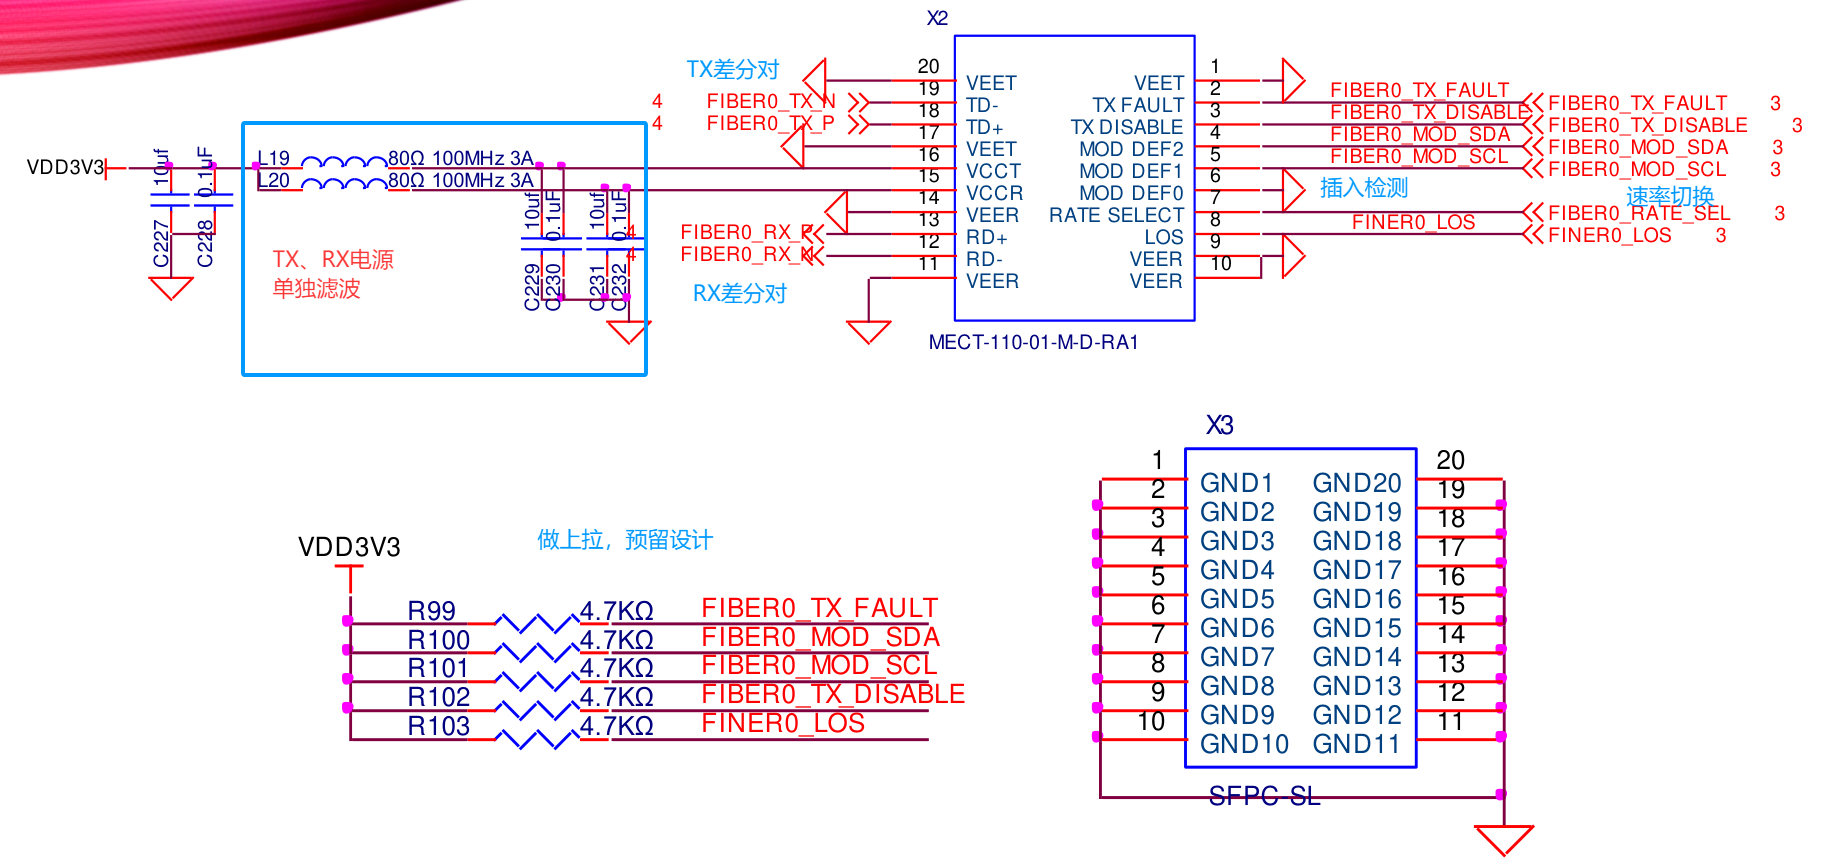 X2
TX差分对
4 FIBER0_TX_N
4 FIBER0_TX_P
20 VEET
19 TD-
18 TD+
17 VEET
16 VCCT
15 VCCR
14 VEER
13 RD+
12 RD-
11 VEER
VEET 1
TX FAULT 2
TX DISABLE 3
MOD DEF2 4
MOD DEF1 5
MOD DEF0 6
RATE SELECT 7
LOS 8
VEER 9
VEER 10
MECT-110-01-M-D-RA1
FIBER0_TX_FAULT
FIBER0_TX_DISABLE
FIBER0_MOD_SDA
FIBER0_MOD_SCL
插入检测
FINER0_LOS
FIBER0_TX_FAULT 3
FIBER0_TX_DISABLE 3
FIBER0_MOD_SDA 3
FIBER0_MOD_SCL 3
速率切换
FIBER0_RATE_SEL 3
FINER0_LOS 3
VDD3V3
10uf
0.1uF
C227
C228
L19 80Ω 100MHz 3A
L20 80Ω 100MHz 3A
TX、RX电源
单独滤波
10uf
0.1uF
10uf
0.1uF
C229
C230
C231
C232
4 FIBER0_RX_P
4 FIBER0_RX_N
RX差分对
VDD3V3
做上拉，预留设计
R99 4.7KΩ FIBER0_TX_FAULT
R100 4.7KΩ FIBER0_MOD_SDA
R101 4.7KΩ FIBER0_MOD_SCL
R102 4.7KΩ FIBER0_TX_DISABLE
R103 4.7KΩ FINER0_LOS
X3
1 GND1 GND20 20
2 GND2 GND19 19
3 GND3 GND18 18
4 GND4 GND17 17
5 GND5 GND16 16
6 GND6 GND15 15
7 GND7 GND14 14
8 GND8 GND13 13
9 GND9 GND12 12
10 GND10 GND11 11
SFPC-SL